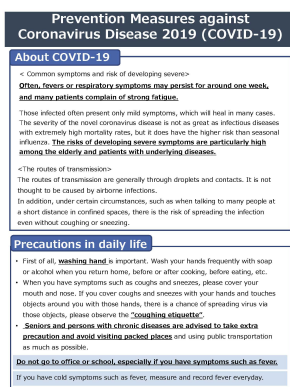 Prevention Measures against
Coronavirus Disease 2019 (COVID-19)
About COVID-19
< Common symptoms and risk of developing severe>
Often, fevers or respiratory symptoms may persist for around one week,
and many patients complain of strong fatigue.
Those infected often present only mild symptoms, which will heal in many cases.
The severity of the novel coronavirus disease is not as great as infectious diseases
with extremely high mortality rates, but it does have the higher risk than seasonal
influenza. The risks of developing severe symptoms are particularly high
among the elderly and patients with underlying diseases.
<The routes of transmission>
The routes of transmission are generally through droplets and contacts. It is not
thought to be caused by airborne infections.
In addition, under certain circumstances, such as when talking to many people at
a short distance in confined spaces, there is the risk of spreading the infection
even without coughing or sneezing.
Precautions in daily life
• First of all, washing hand is important. Wash your hands frequently with soap
or alcohol when you return home, before or after cooking, before eating, etc.
• When you have symptoms such as coughs and sneezes, please cover your
mouth and nose. If you cover coughs and sneezes with your hands and touches
objects around you with those hands, there is a chance of spreading virus via
those objects, please observe the "coughing etiquette".
• Seniors and persons with chronic diseases are advised to take extra
precaution and avoid visiting packed places and using public transportation
as much as possible.
Do not go to office or school, especially if you have symptoms such as fever.
If you have cold symptoms such as fever, measure and record fever everyday.